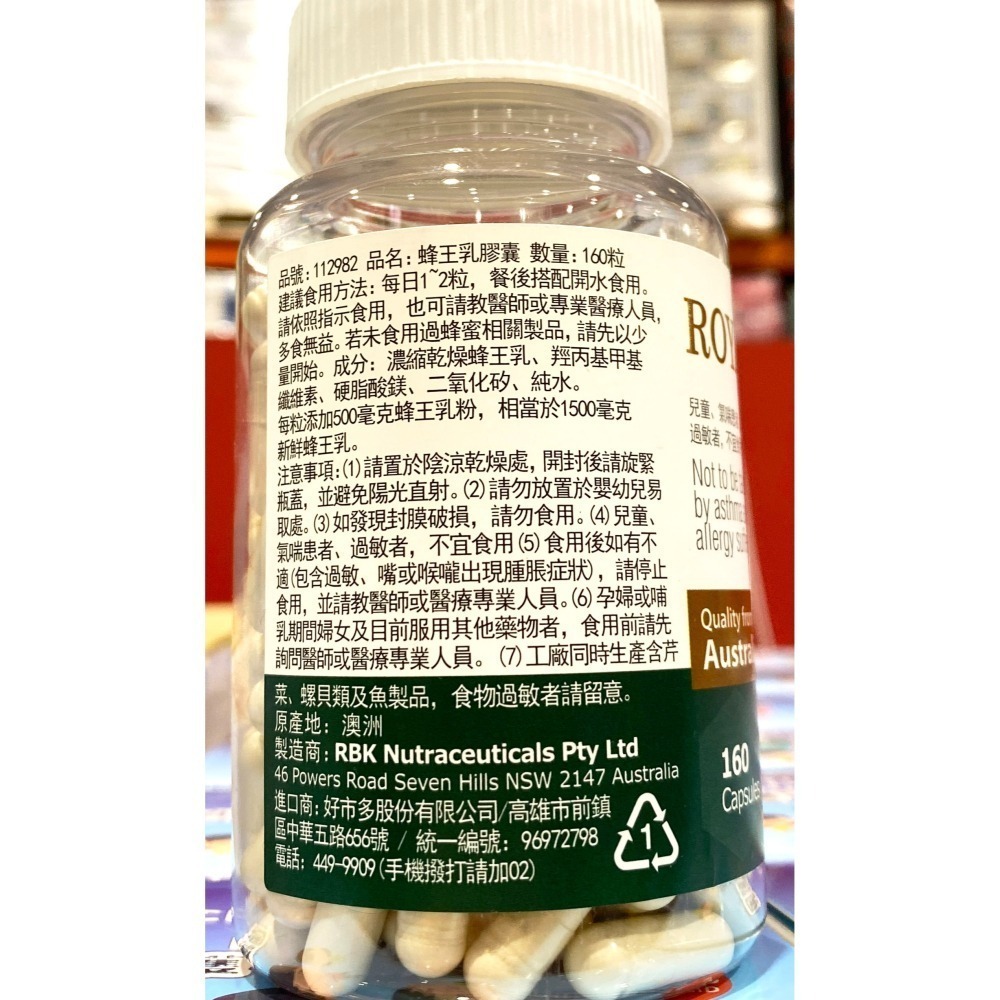 品號:112982 品名:蜂王乳膠囊 數量:160粒
建議食用方法:每日1~2粒，餐後搭配開水食用。
請依照指示食用，也可請教醫師或專業醫療人員，
多食無益。若未食用過蜂蜜相關製品，請先以少
量開始。成分：濃縮乾燥蜂王乳、羥丙基甲基
纖維素、硬脂酸鎂、二氧化矽、純水。
每粒添加500毫克蜂王乳粉，相當於1500毫克
新鮮蜂王乳。
注意事項:(1)請置於陰涼乾燥處，開封後請旋緊
瓶蓋，並避免陽光直射。(2)請勿放置於嬰幼兒易
取處。(3)如發現封膜破損，請勿食用。(4)兒童、
氣喘患者、過敏者，不宜食用(5)食用後如有不
適(包含過敏、嘴或喉嚨出現腫脹症狀)，請停止
食用，並請教醫師或醫療專業人員。(6)孕婦或哺
乳期間婦女及目前服用其他藥物者，食用前請先
詢問醫師或醫療專業人員。(7)工廠同時生產含芹
菜、螺貝類及魚製品，食物過敏者請留意。
原產地：澳洲
製造商：RBK Nutraceuticals Pty Ltd
46 Powers Road Seven Hills NSW 2147 Australia
進口商:好市多股份有限公司/高雄市前鎮
區中華五路656號 / 統一編號：96972798
電話：449-9909(手機撥打請加02)
1
ROY
兒童、氣喘
過敏者，不
Not to be
by asthma
allergy
Quality from
Austra
160
Capsules